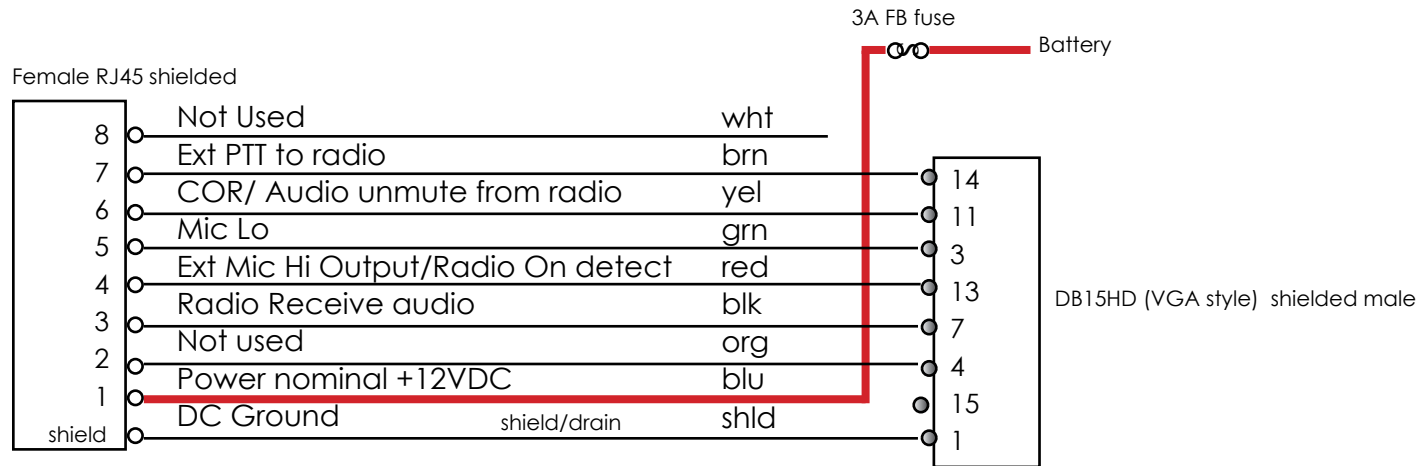 3A FB fuse
Battery
Female RJ45 shielded
8 Not Used wht
7 Ext PTT to radio brn 14
6 COR/ Audio unmute from radio yel 11
5 Mic Lo grn 3
4 Ext Mic Hi Output/Radio On detect red 13
3 Radio Receive audio blk 7
2 Not used org 4
1 Power nominal +12VDC blu 15
shield DC Ground shield/drain shld 1
DB15HD (VGA style) shielded male